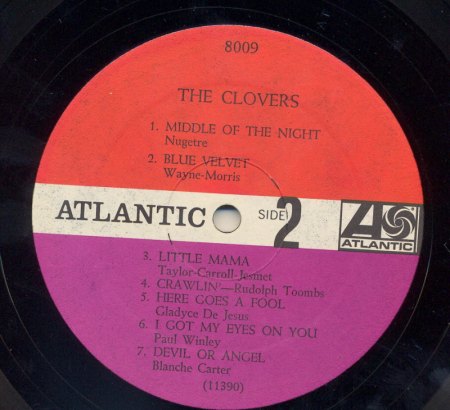 8009
THE CLOVERS
1. MIDDLE OF THE NIGHT
Nugetre
2. BLUE VELVET
Wayne-Morris
ATLANTIC SIDE 2 ATLANTIC
3. LITTLE MAMA
Taylor-Carroll-Jesmet
4. CRAWLIN'—Rudolph Toombs
5. HERE GOES A FOOL
Gladyce De Jesus
6. I GOT MY EYES ON YOU
Paul Winley
7. DEVIL OR ANGEL
Blanche Carter
(11390)